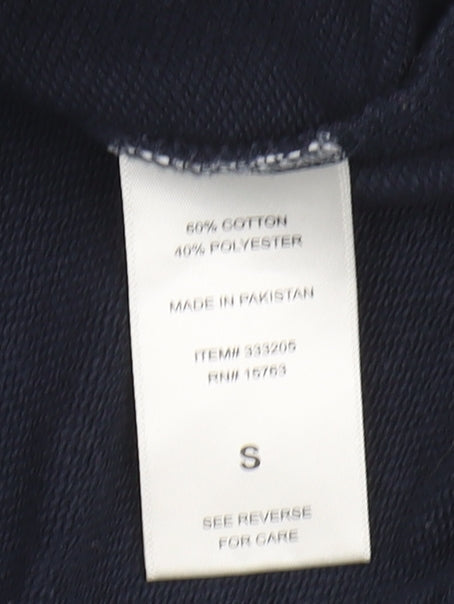 60% COTTON
40% POLYESTER
MADE IN PAKISTAN
ITEM# 333205
RN# 15763
S
SEE REVERSE
FOR CARE